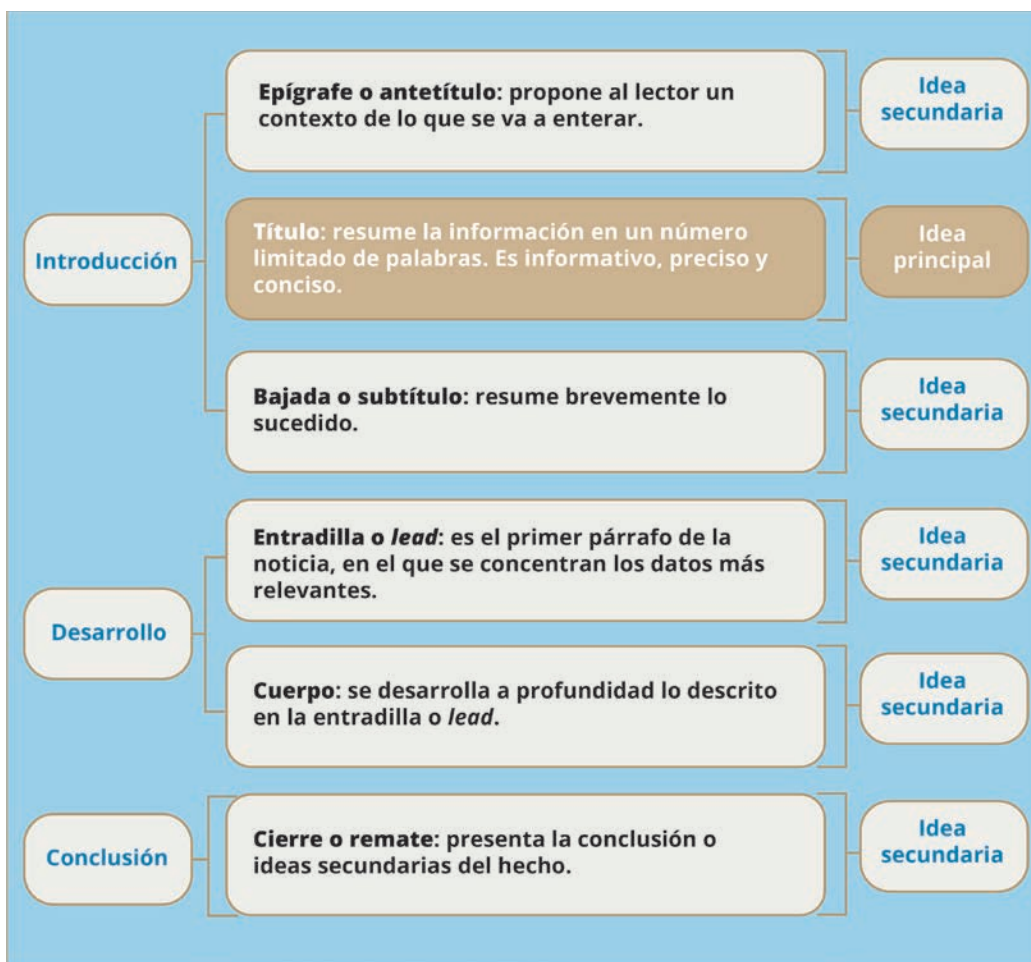 Introducción
Epígrafe o antetítulo: propone al lector un
contexto de lo que se va a enterar.
Idea
secundaria
Título: resume la información en un número
limitado de palabras. Es informativo, preciso y
conciso.
Idea
principal
Bajada o subtítulo: resume brevemente lo
sucedido.
Idea
secundaria
Desarrollo
Entradilla o lead: es el primer párrafo de la
noticia, en el que se concentran los datos más
relevantes.
Idea
secundaria
Cuerpo: se desarrolla a profundidad lo descrito
en la entradilla o lead.
Idea
secundaria
Conclusión
Cierre o remate: presenta la conclusión o
ideas secundarias del hecho.
Idea
secundaria